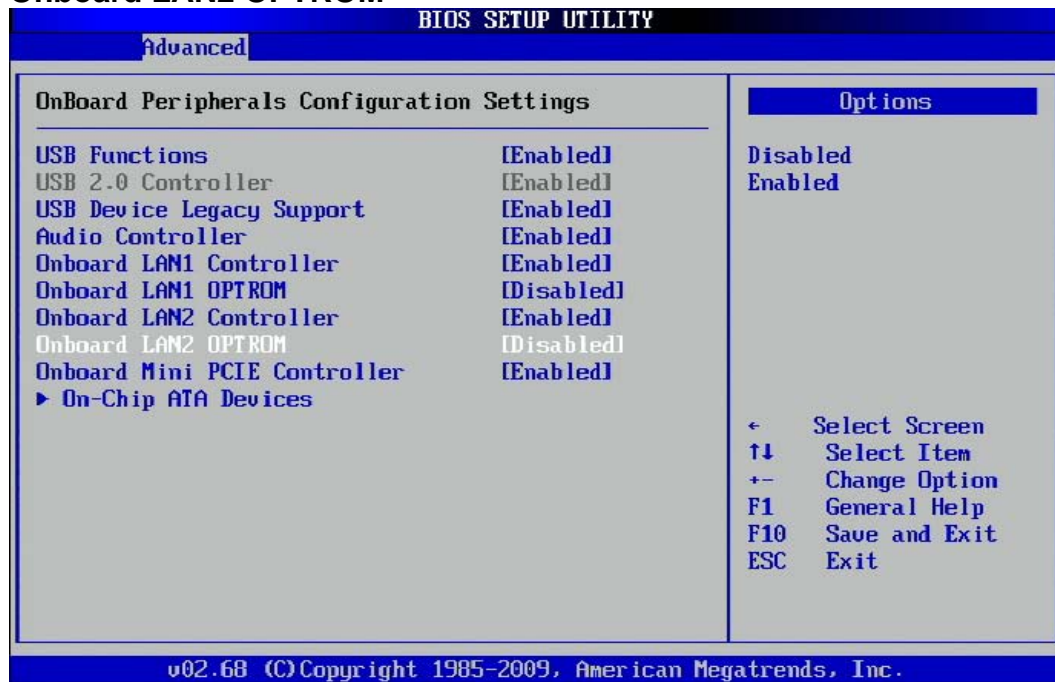 Onboard LAN2 OPTROM
BIOS SETUP UTILITY
Advanced
OnBoard Peripherals Configuration Settings
USB Functions [Enabled]
USB 2.0 Controller [Enabled]
USB Device Legacy Support [Enabled]
Audio Controller [Enabled]
Onboard LAN1 Controller [Enabled]
Onboard LAN1 OPTROM [Disabled]
Onboard LAN2 Controller [Enabled]
Onboard LAN2 OPTROM [Disabled]
Onboard Mini PCIE Controller [Enabled]
▶ On-Chip ATA Devices
Options
Disabled
Enabled
← Select Screen
↑↓ Select Item
+- Change Option
F1 General Help
F10 Save and Exit
ESC Exit
v02.68 (C)Copyright 1985-2009, American Megatrends, Inc.